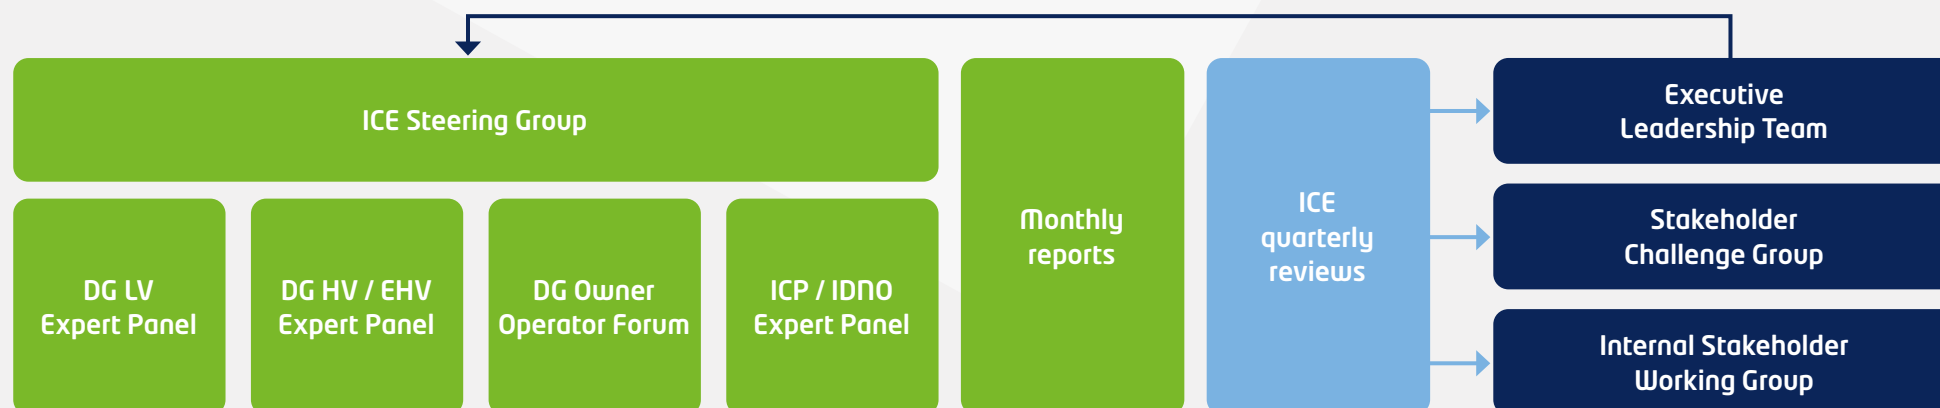 ICE Steering Group
DG LV
Expert Panel
DG HV / EHV
Expert Panel
DG Owner
Operator Forum
ICP / IDNO
Expert Panel
Monthly
reports
ICE
quarterly
reviews
Executive
Leadership Team
Stakeholder
Challenge Group
Internal Stakeholder
Working Group